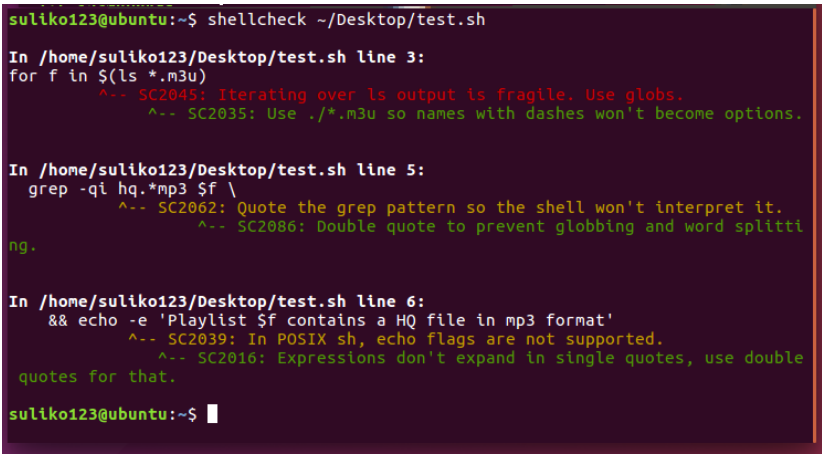 suliko123@ubuntu:~$ shellcheck ~/Desktop/test.sh
In /home/suliko123/Desktop/test.sh line 3:
for f in $(ls *.m3u)
^-- SC2045: Iterating over ls output is fragile. Use globs.
^-- SC2035: Use ./*.m3u so names with dashes won't become options.
In /home/suliko123/Desktop/test.sh line 5:
grep -qi hq.*mp3 $f \
^-- SC2062: Quote the grep pattern so the shell won't interpret it.
^-- SC2086: Double quote to prevent globbing and word splitti
ng.
In /home/suliko123/Desktop/test.sh line 6:
&& echo -e 'Playlist $f contains a HQ file in mp3 format'
^-- SC2039: In POSIX sh, echo flags are not supported.
^-- SC2016: Expressions don't expand in single quotes, use double
quotes for that.
suliko123@ubuntu:~$